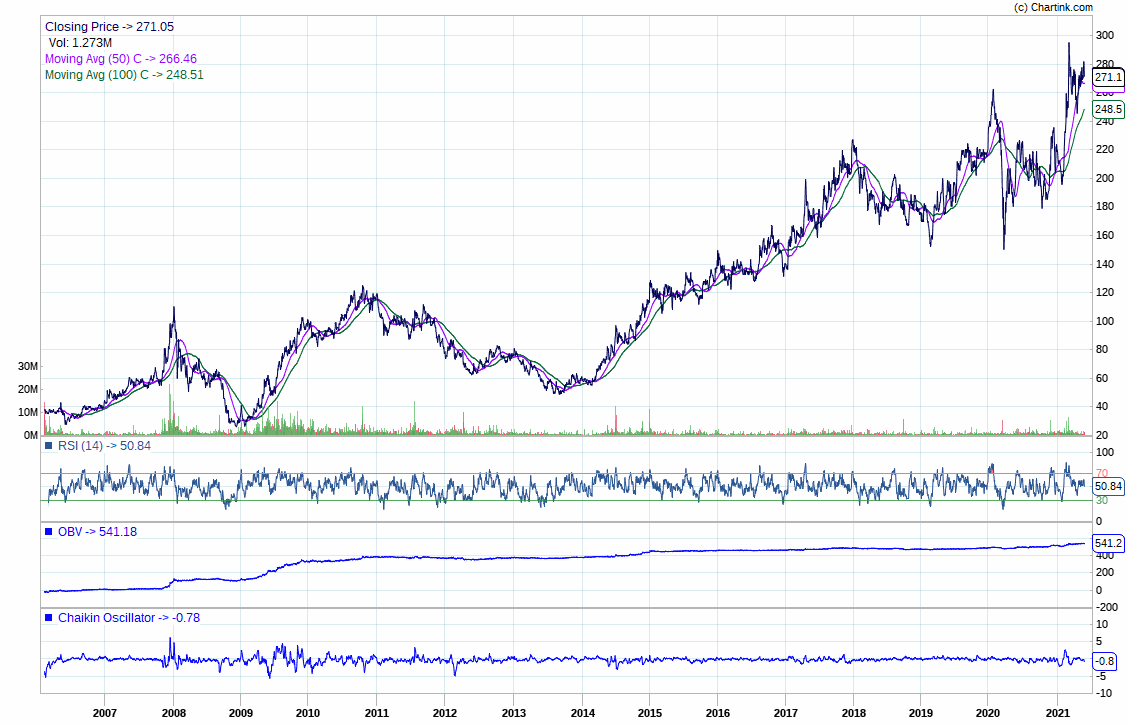 (c) Chartink.com
Closing Price -> 271.05
Vol: 1.273M
Moving Avg (50) C -> 266.46
Moving Avg (100) C -> 248.51
300
280
271.1
260
248.5
240
220
200
180
160
140
120
100
80
60
40
20
30M
20M
10M
0M
RSI (14) -> 50.84
100
70
50.84
30
0
OBV -> 541.18
541.2
400
200
0
-200
Chaikin Oscillator -> -0.78
10
5
-0.8
-5
-10
2007 2008 2009 2010 2011 2012 2013 2014 2015 2016 2017 2018 2019 2020 2021